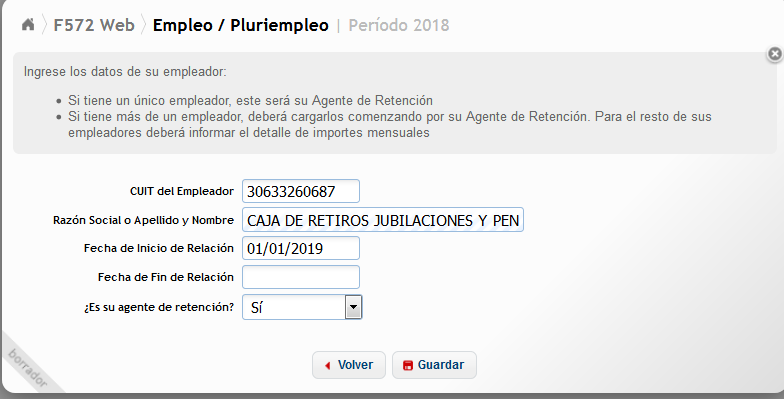 F572 Web Empleo / Pluriempleo | Período 2018
Ingrese los datos de su empleador:
• Si tiene un único empleador, este será su Agente de Retención
• Si tiene más de un empleador, deberá cargarlos comenzando por su Agente de Retención. Para el resto de sus
empleadores deberá informar el detalle de importes mensuales
CUIT del Empleador 30633260687
Razón Social o Apellido y Nombre CAJA DE RETIROS JUBILACIONES Y PEN
Fecha de Inicio de Relación 01/01/2019
Fecha de Fin de Relación
¿Es su agente de retención? Sí
Volver Guardar
borrador